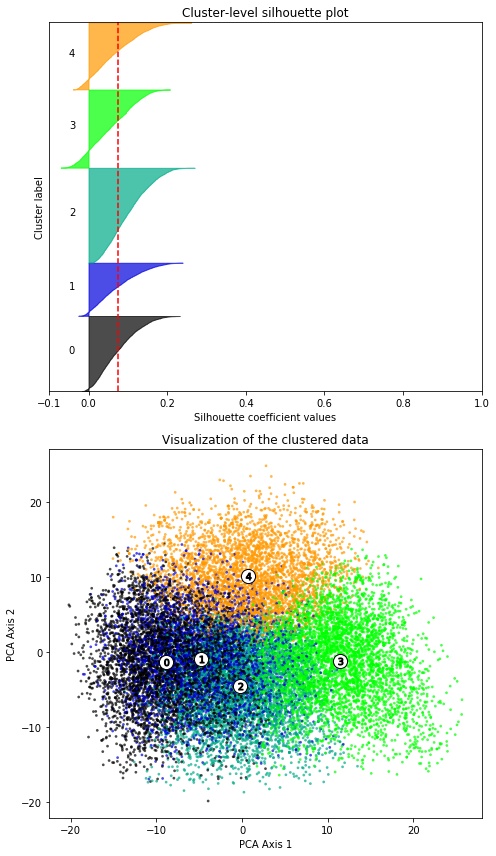 Cluster-level silhouette plot
4
3
2
1
0
Cluster label
−0.1 0.0 0.2 0.4 0.6 0.8 1.0
Silhouette coefficient values
Visualization of the clustered data
20
10
0
−10
−20
PCA Axis 2
4
3
1
0
2
−20 −10 0 10 20
PCA Axis 1